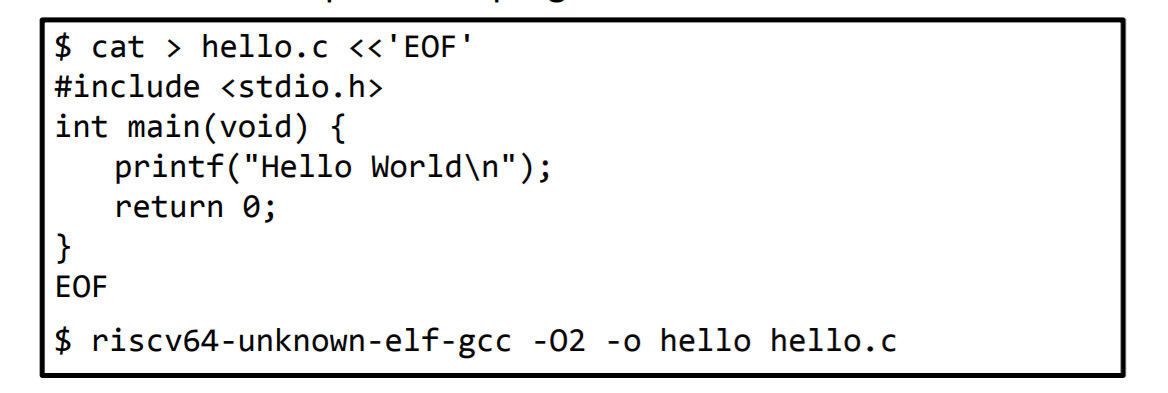 $ cat > hello.c <<'EOF'
#include <stdio.h>
int main(void) {
   printf("Hello World\n");
   return 0;
}
EOF
$ riscv64-unknown-elf-gcc -O2 -o hello hello.c